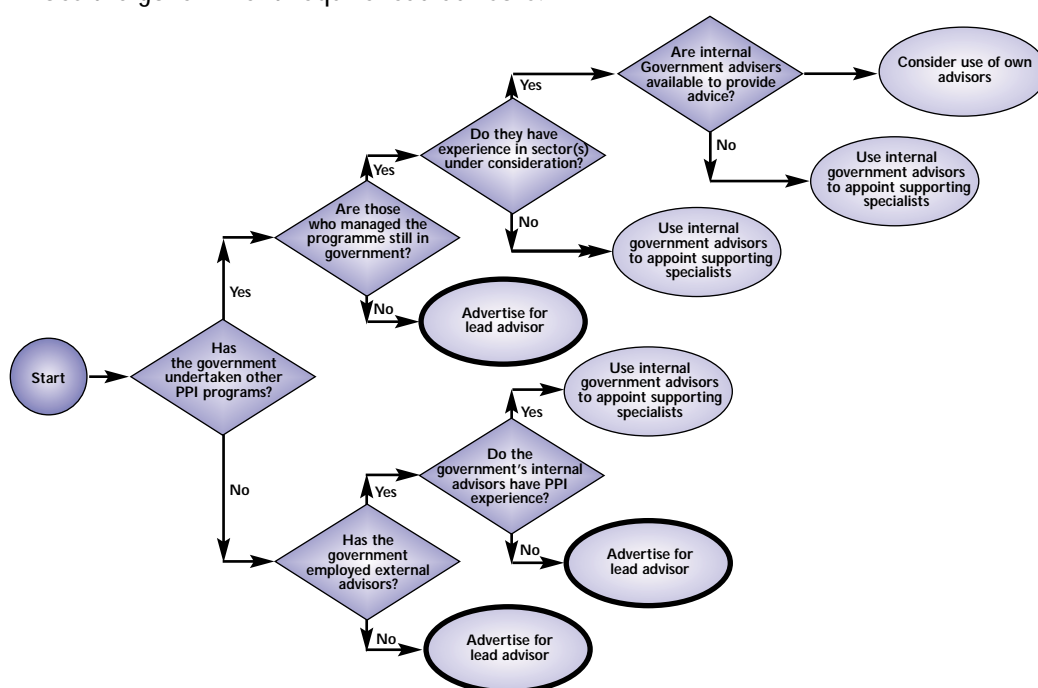 Are internal
Government advisers
available to provide
advice?
Consider use of own
advisors
Yes
Do they have
experience in sector(s)
under consideration?
No
Use internal
government advisors
to appoint supporting
specialists
Yes
Are those
who managed the
programme still in
government?
No
Use internal
government advisors
to appoint supporting
specialists
Yes
No
Advertise for
lead advisor
Has
the government
undertaken other
PPI programs?
Start
Use internal
government advisors
to appoint supporting
specialists
Yes
Do the
government's internal
advisors have PPI
experience?
No
Yes
Has the
government
employed external
advisors?
No
Advertise for
lead advisor
No
Advertise for
lead advisor